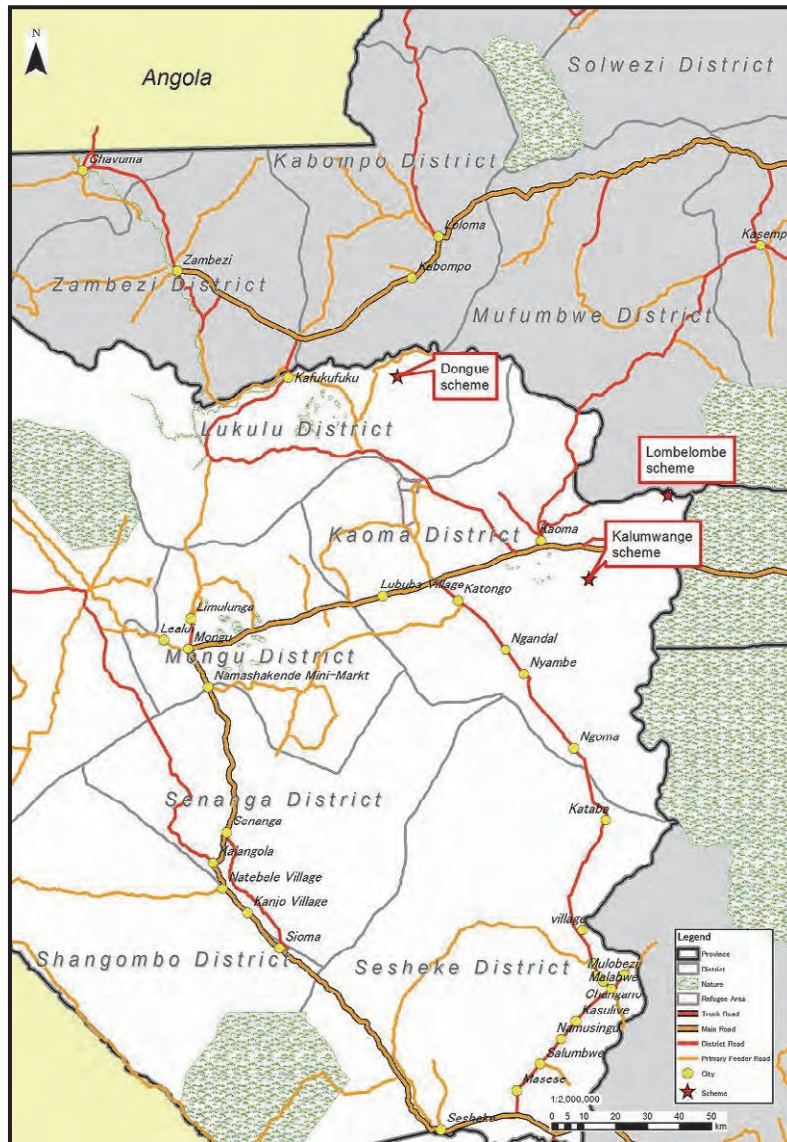 N
Angola
Solwezi District
Kabompo District
Chavuma
Loloma
Kasemp
Zambezi
Kabompo
Zambezi District
Mufumbwe District
Dongue
scheme
Kafukufuku
Lukulu District
Lombelombe
scheme
Kaoma District
Kaoma
Kalumwange
scheme
Lububa Village
Katongo
Limulunga
Lealui
Mongu
Ngandal
Mongu District
Nyambe
Namashakende Mini-Markt
Ngoma
Senanga District
Kataba
Senanga
Kalangola
Natebele Village
Kanjo Village
village
Sioma
Shangombo District
Sesheke District
Mulobezi
Malabwe
Kasulive
Namusingu
Salumbwe
Masese
Sesheke
Legend
Province
District
Nature
Refugee Area
Trunk Road
Main Road
District Road
Primary Feeder Road
City
Scheme
1:2,000,000
0 5 10 20 30 40 50
km